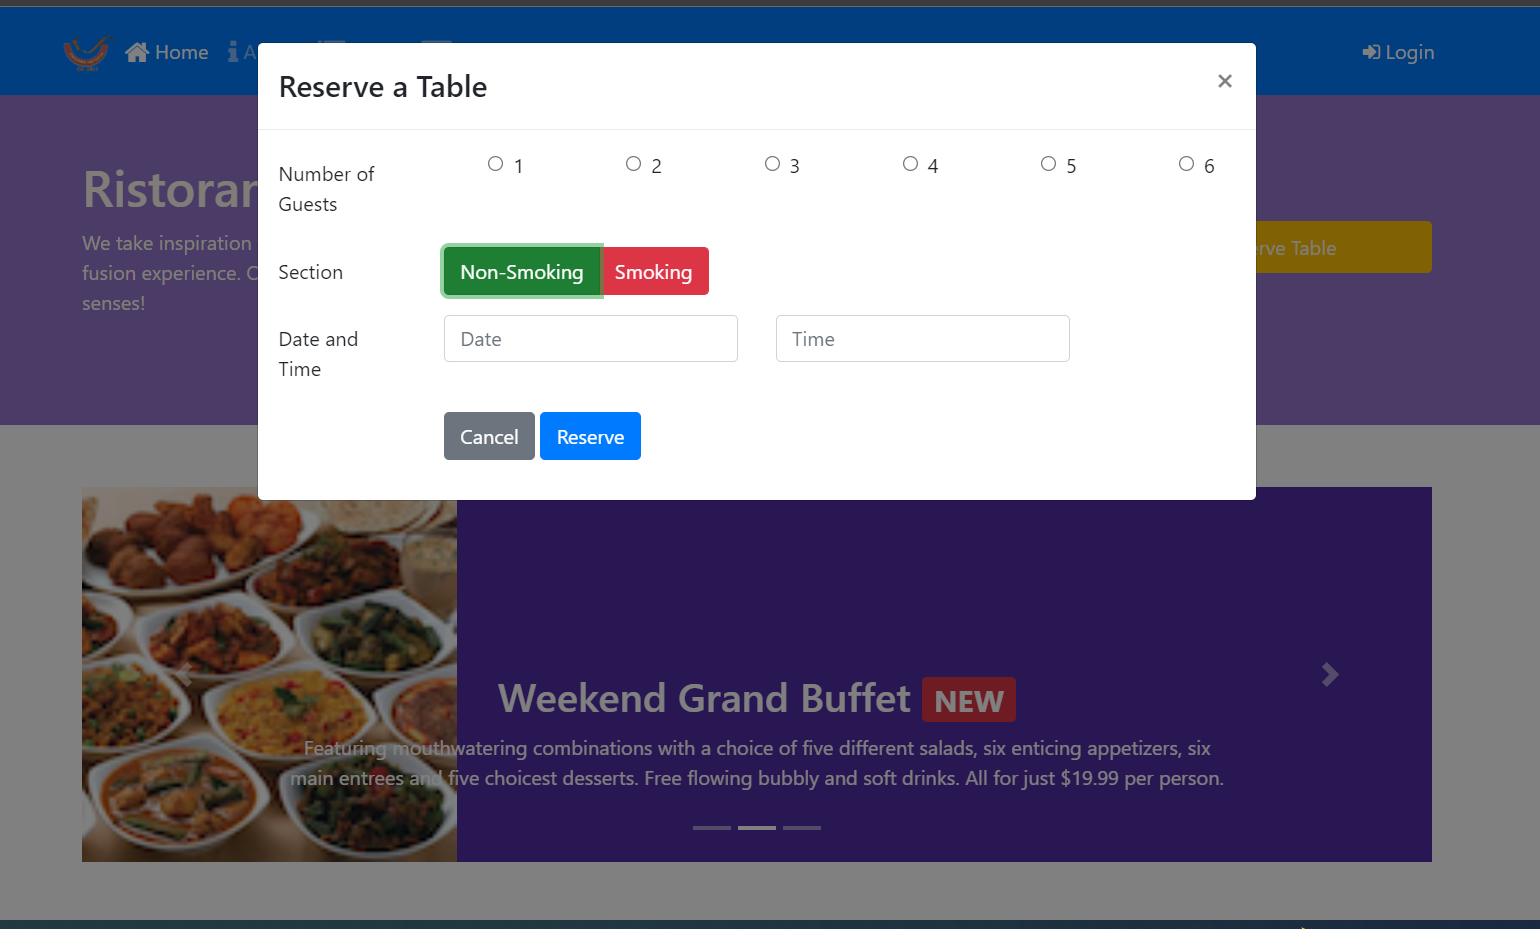 Home
A
Login
Reserve a Table
×
Number of
Guests
1
2
3
4
5
6
Section
Non-Smoking
Smoking
Date and
Time
Date
Time
Cancel
Reserve
Ristoran
We take inspiration
fusion experience. C
senses!
rve Table
Weekend Grand Buffet NEW
Featuring mouthwatering combinations with a choice of five different salads, six enticing appetizers, six
main entrees and five choicest desserts. Free flowing bubbly and soft drinks. All for just $19.99 per person.